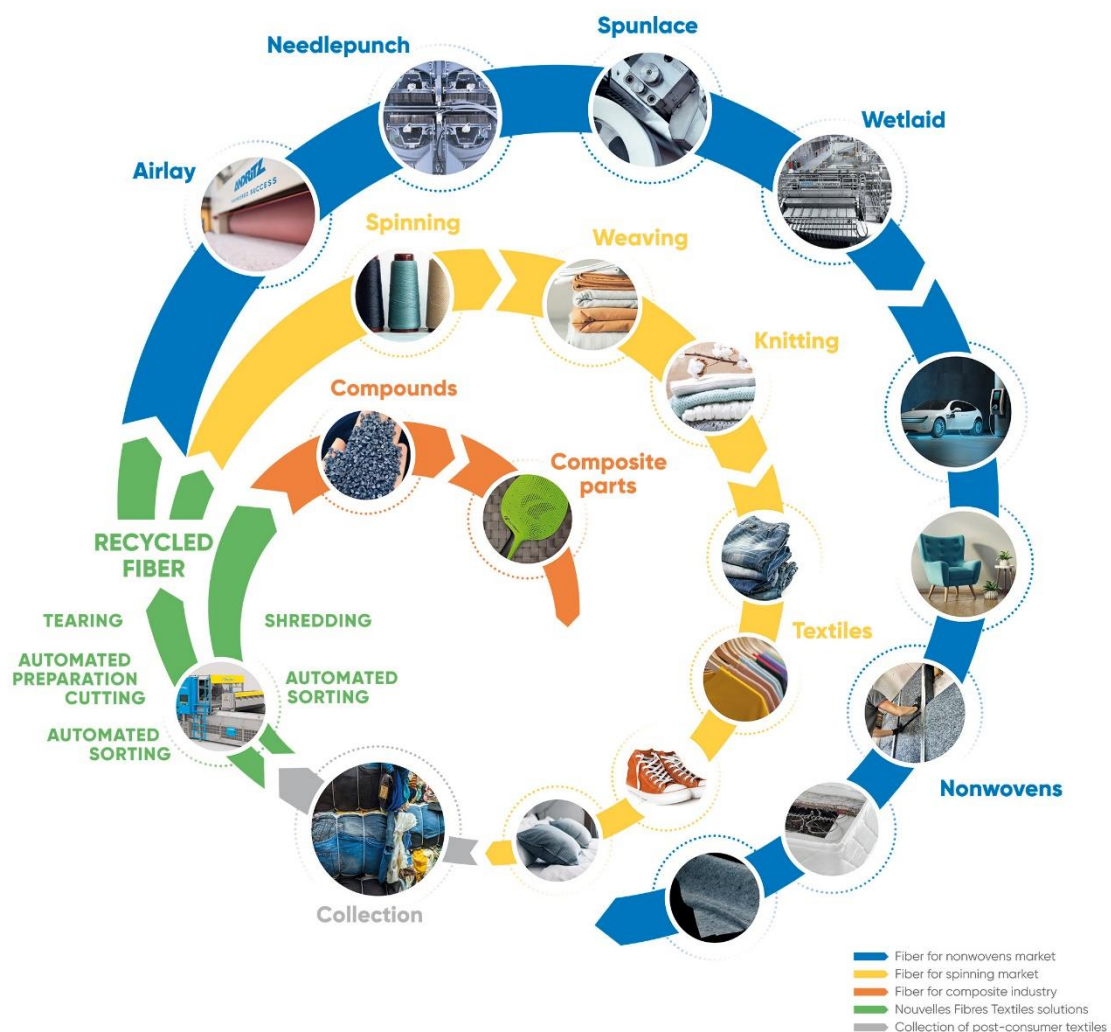 Needlepunch
Spunlace
Wetlaid
Airlay
ANDRITZ
Spinning
Weaving
Knitting
Compounds
Composite
parts
RECYCLED
FIBER
TEARING
SHREDDING
AUTOMATED
PREPARATION
CUTTING
AUTOMATED
SORTING
AUTOMATED
SORTING
Textiles
Nonwovens
Collection
Fiber for nonwovens market
Fiber for spinning market
Fiber for composite industry
Nouvelles Fibres Textiles solutions
Collection of post-consumer textiles